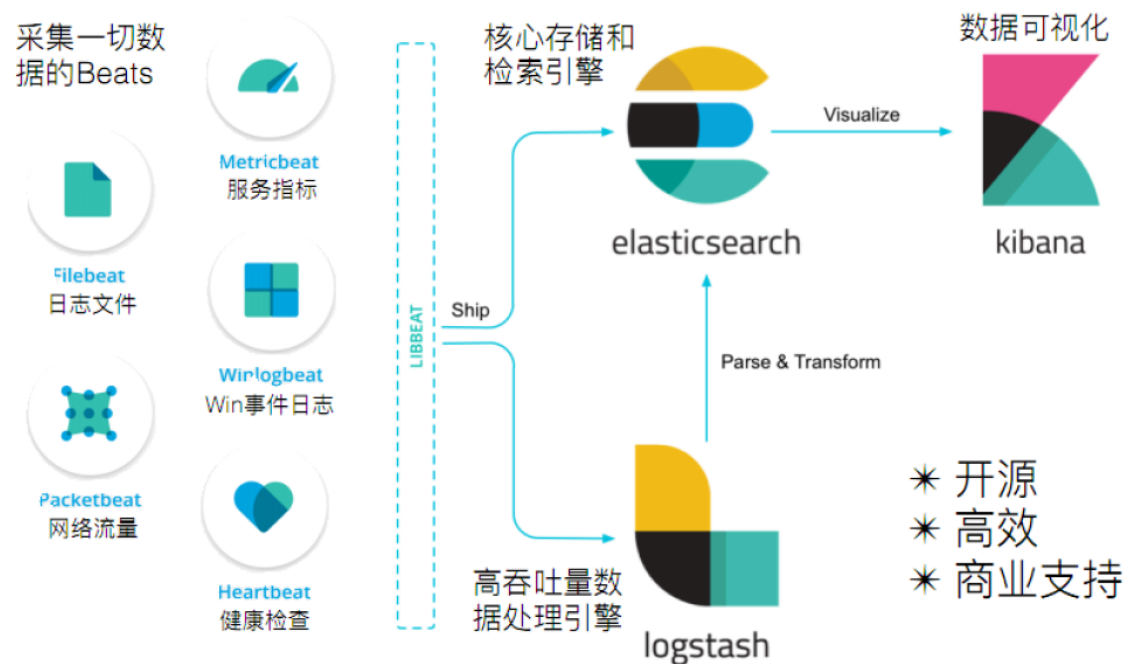 采集一切数
据的Beats
Metricbeat
服务指标
Filebeat
日志文件
Winlogbeat
Win事件日志
Packetbeat
网络流量
Heartbeat
健康检查
LIBBEAT
Ship
核心存储和
检索引擎
elasticsearch
Visualize
数据可视化
kibana
Parse & Transform
高吞吐量数
据处理引擎
logstash
✴ 开源
✴ 高效
✴ 商业支持